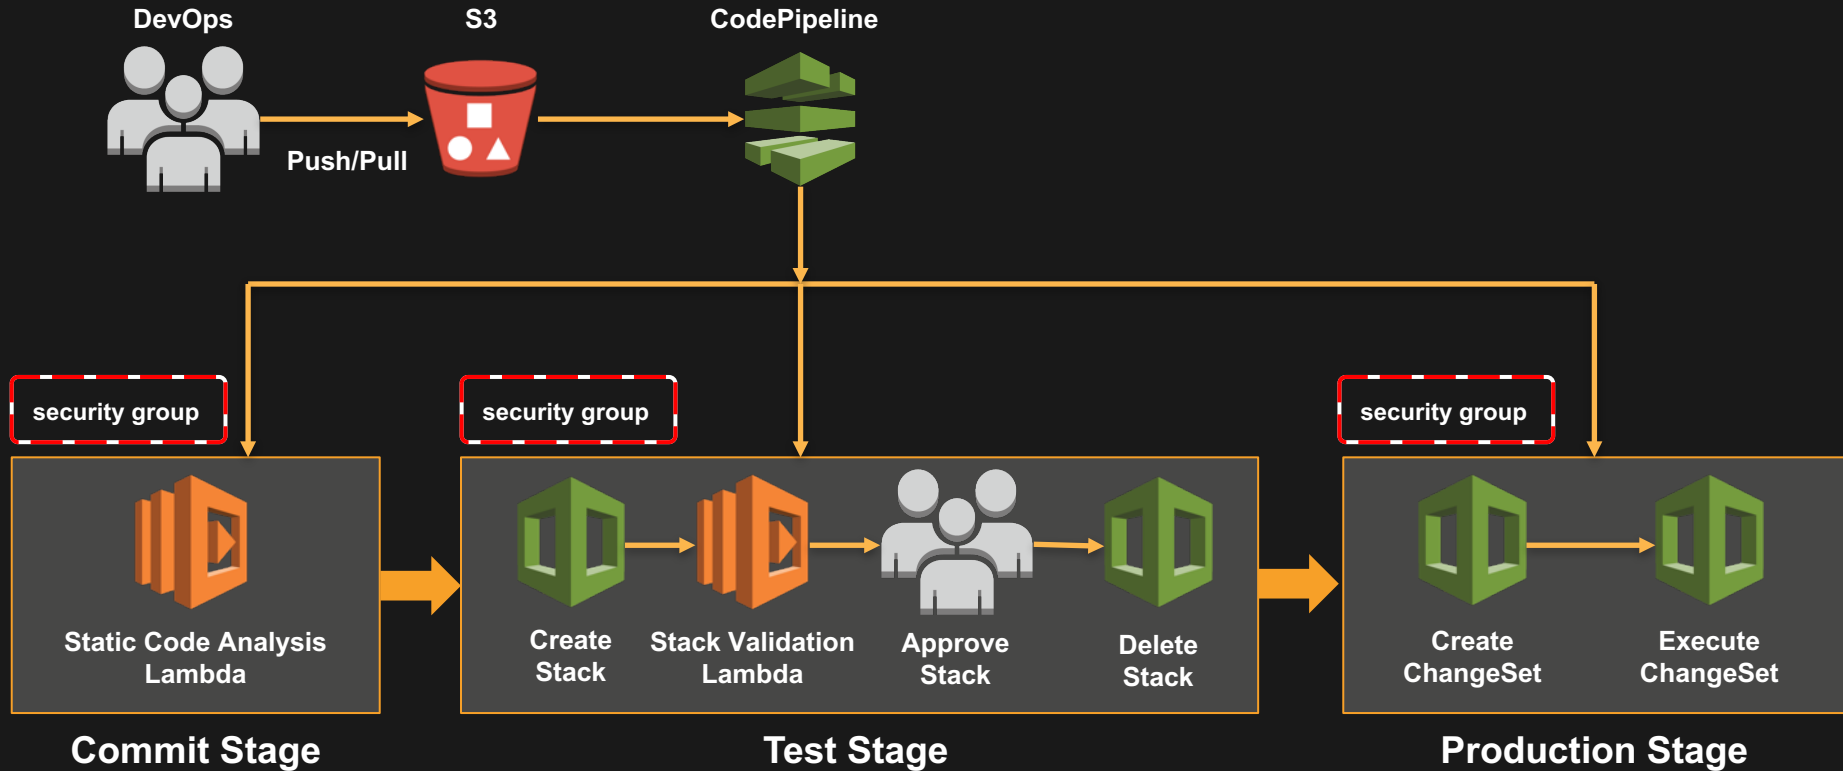 DevOps
S3
CodePipeline
Push/Pull
security group
security group
security group
Static Code Analysis
Lambda
Create
Stack
Stack Validation
Lambda
Approve
Stack
Delete
Stack
Create
ChangeSet
Execute
ChangeSet
Commit Stage
Test Stage
Production Stage